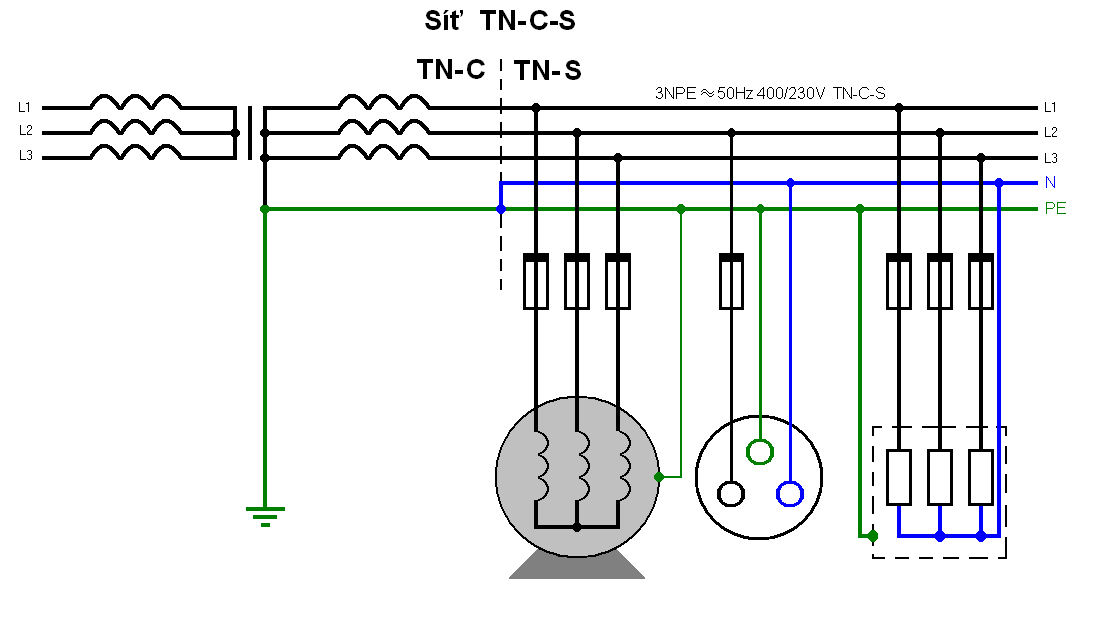 Síť TN-C-S
TN-C TN-S
3NPE ≈ 50Hz 400/230V TN-C-S
L1
L2
L3
L1
L2
L3
N
PE